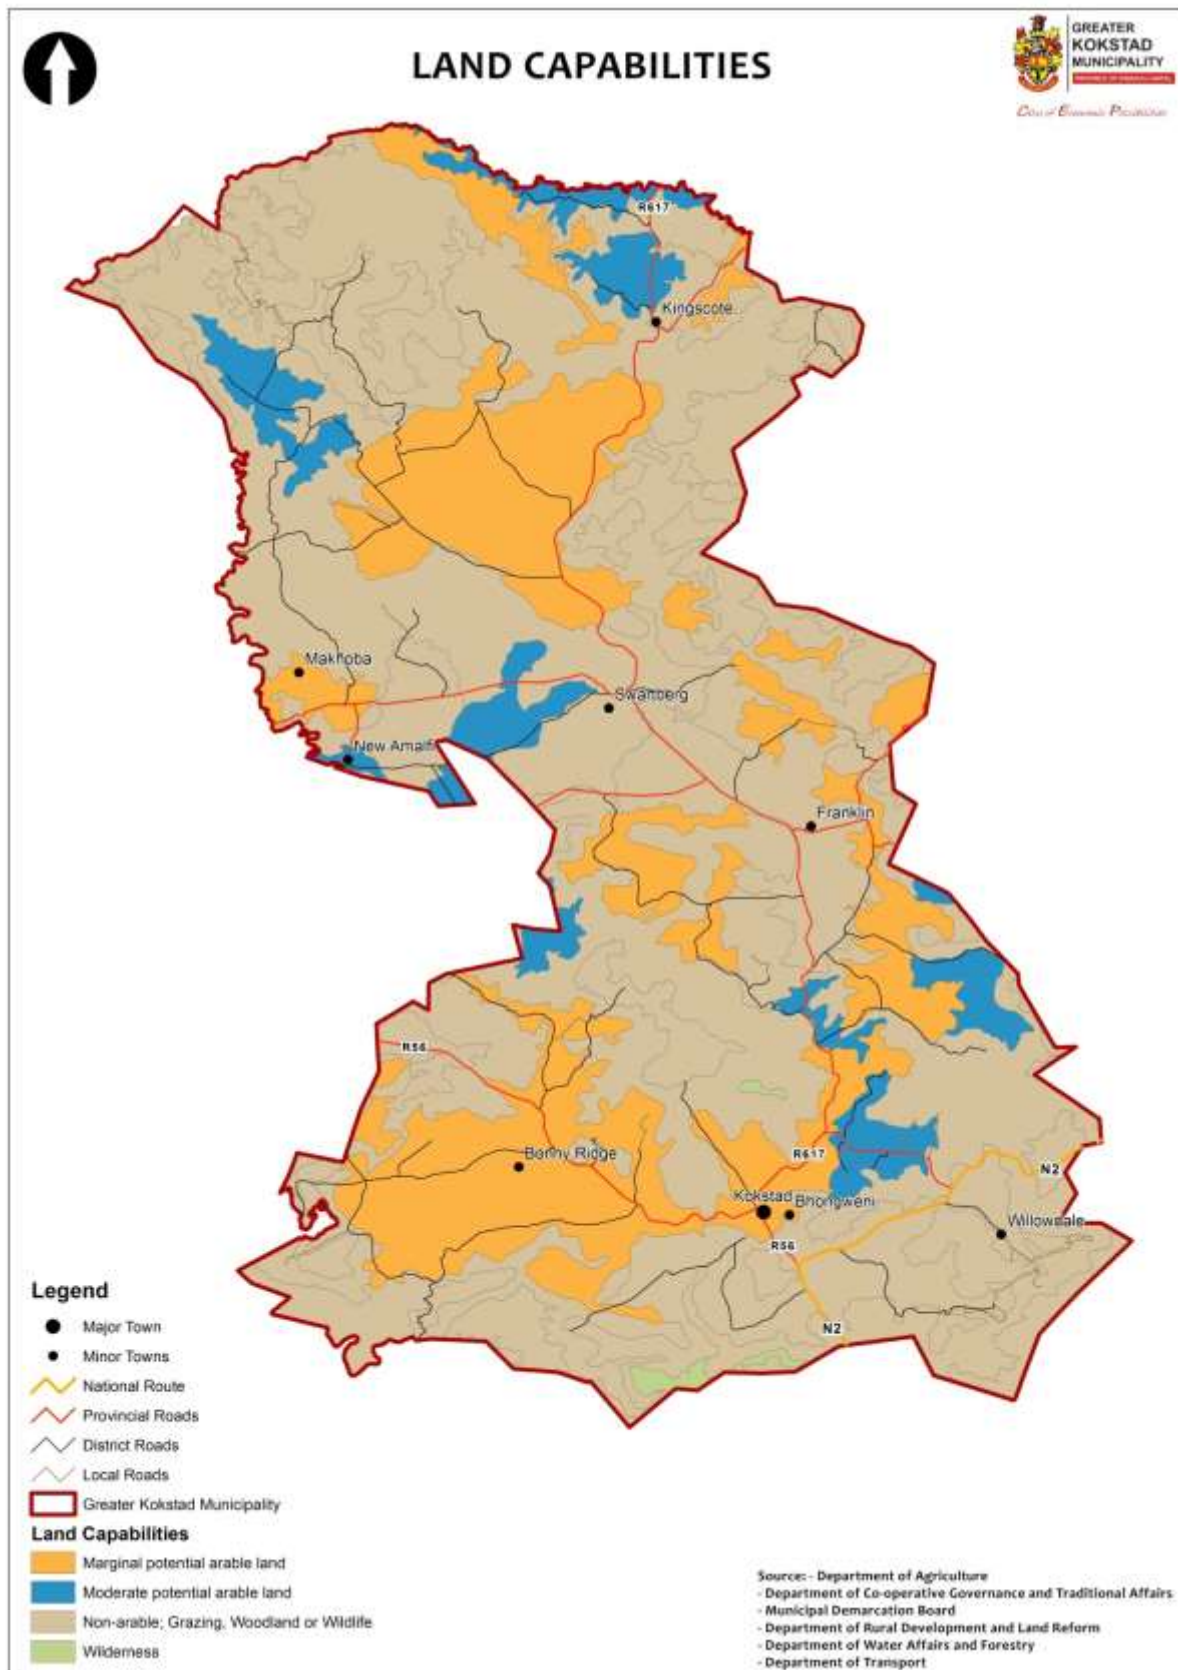 LAND CAPABILITIES
GREATER
KOKSTAD
MUNICIPALITY
R617
Kingscote
Makhoba
Swartberg
New Amalfi
Franklin
R56
Bonny Ridge
R617
N2
Kokstad
Bhongweni
Willowdale
R56
N2
Legend
Major Town
Minor Towns
National Route
Provincial Roads
District Roads
Local Roads
Greater Kokstad Municipality
Land Capabilities
Marginal potential arable land
Moderate potential arable land
Non-arable; Grazing, Woodland or Wildlife
Wilderness
Source: - Department of Agriculture
- Department of Co-operative Governance and Traditional Affairs
- Municipal Demarcation Board
- Department of Rural Development and Land Reform
- Department of Water Affairs and Forestry
- Department of Transport